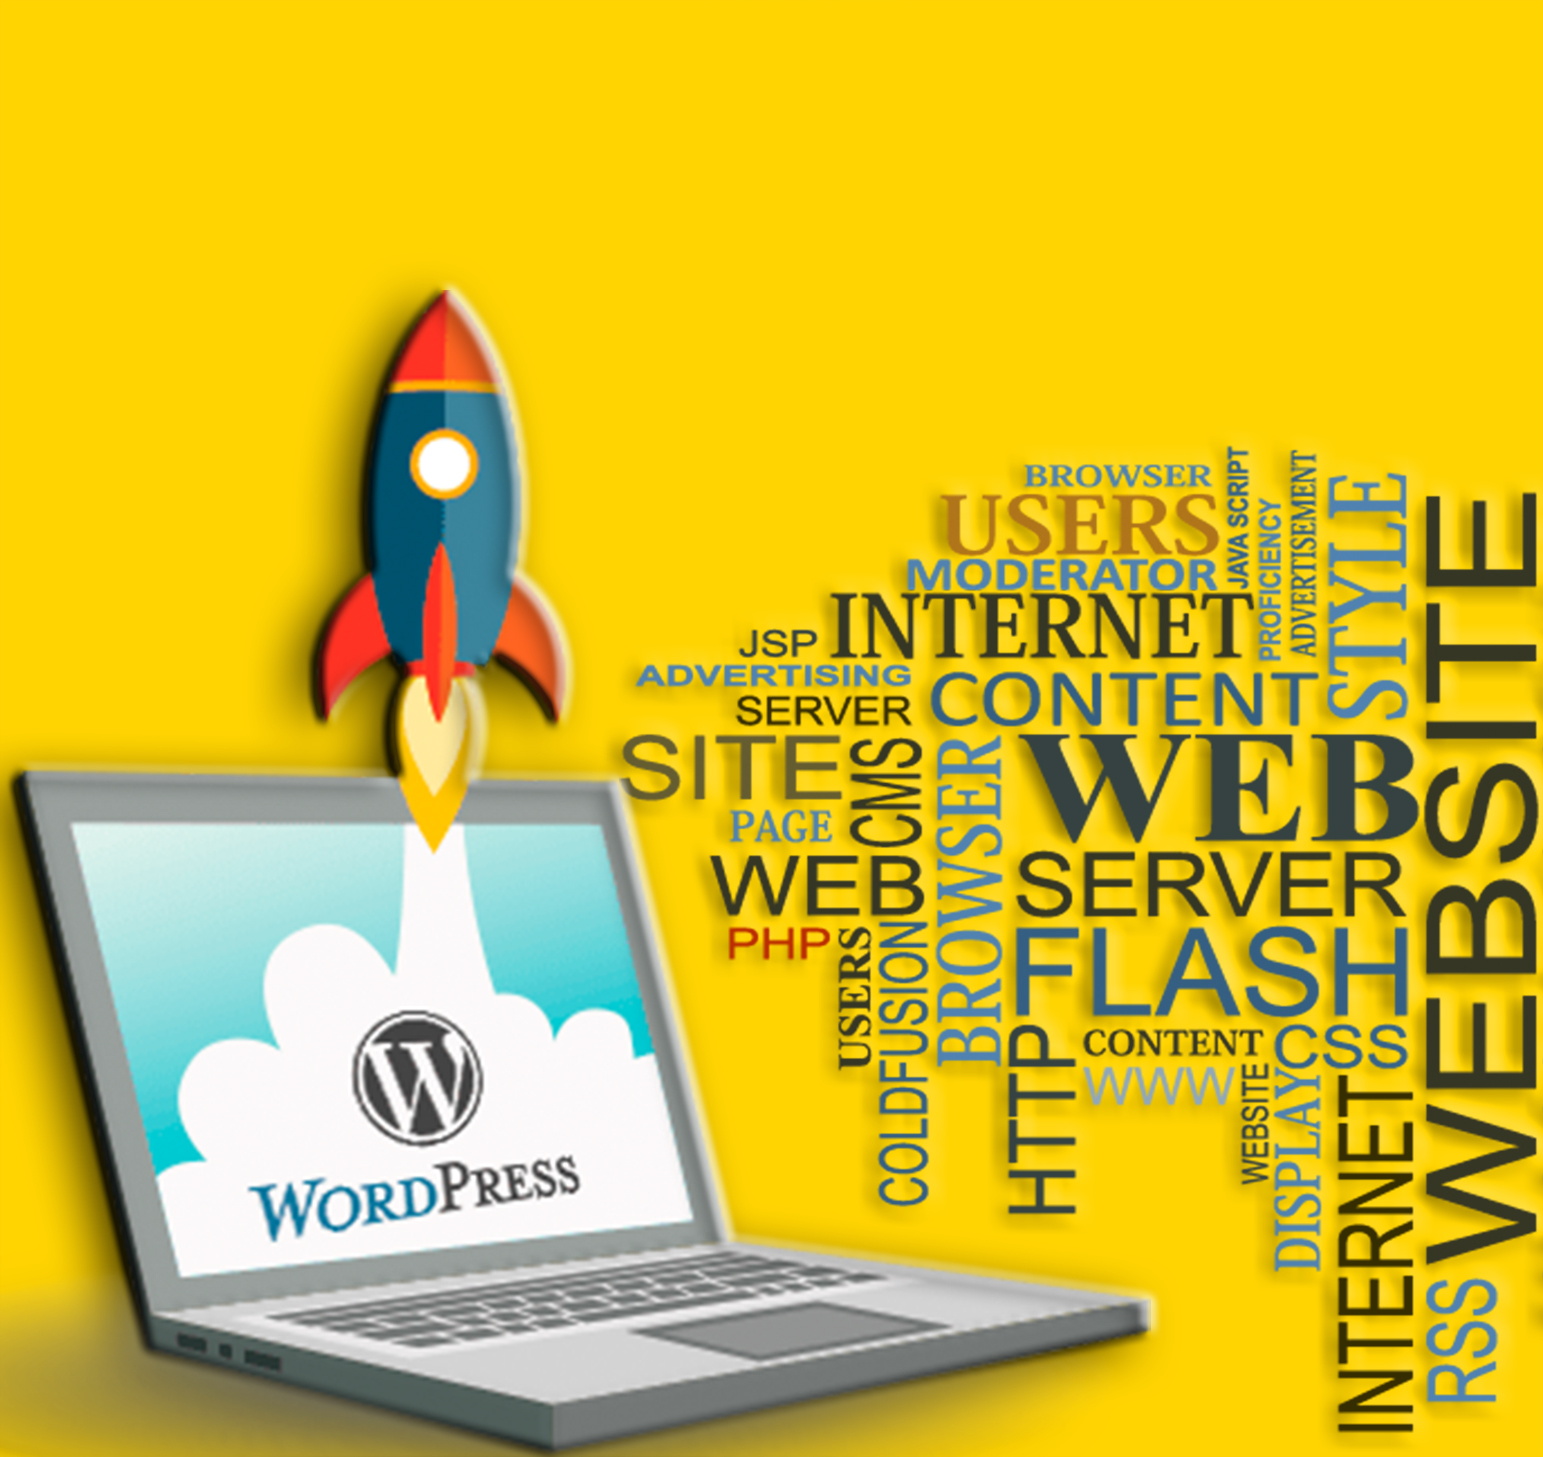 BROWSER
USERS
MODERATOR
INTERNET
JAVA SCRIPT
PROFICIENCY
ADVERTISEMENT
STYLE
WEBSITE
JSP
ADVERTISING
SERVER
CONTENT
SITE
CMS
BROWSER
WEB
PAGE
WEB
SERVER
PHP
USERS
COLDFUSION
FLASH
HTTP
CONTENT
CSS
WWW
WEBSITE
DISPLAY
INTERNET
RSS
W
WORDPRESS